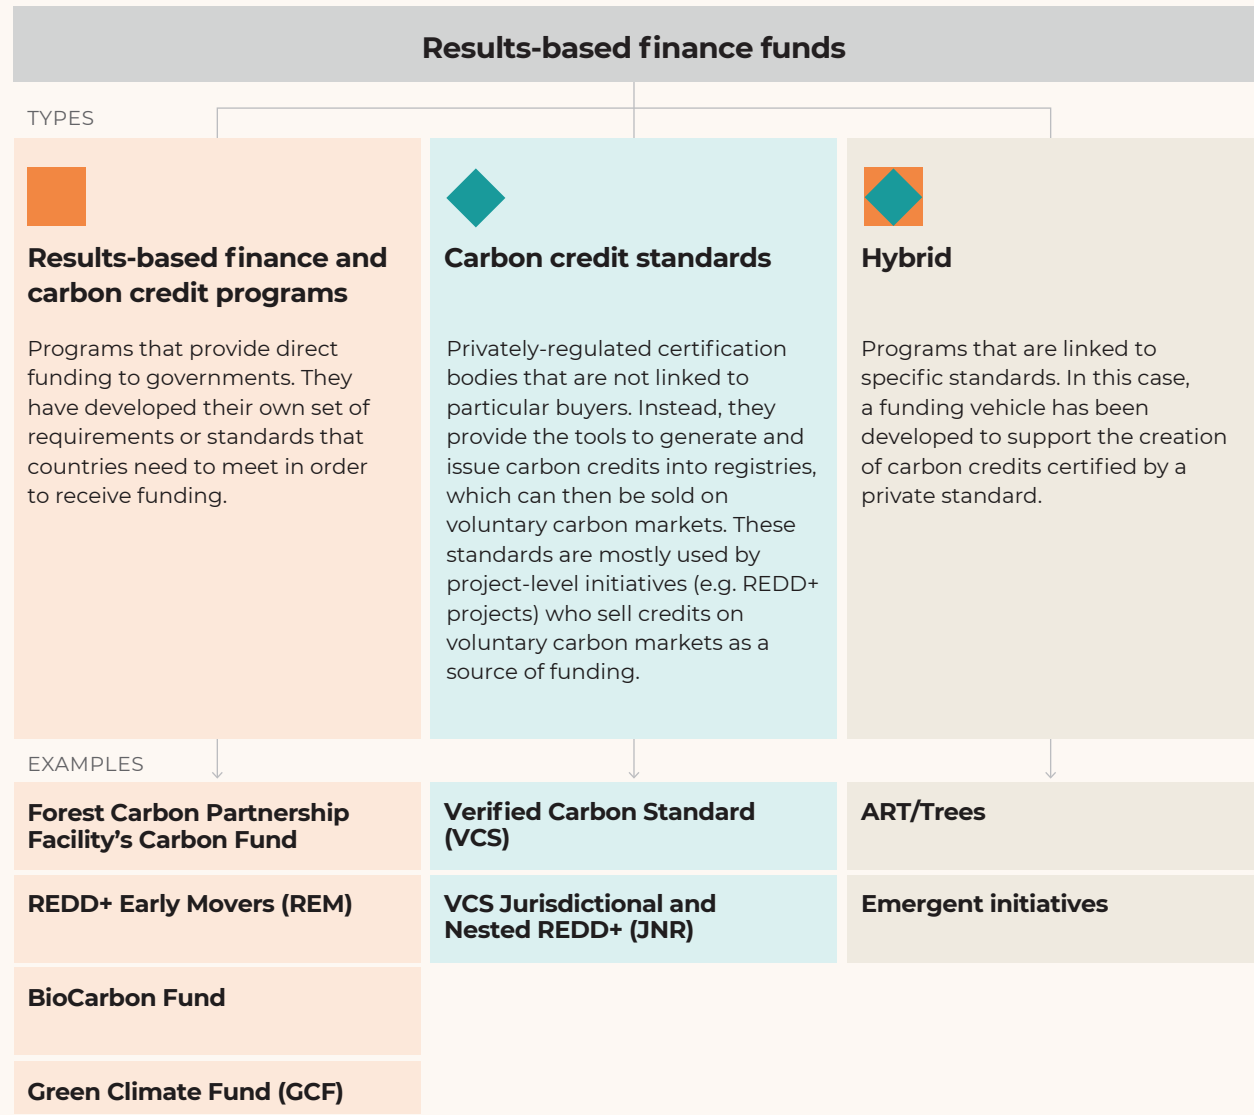 Results-based finance funds
TYPES
Results-based finance and
carbon credit programs
Programs that provide direct
funding to governments. They
have developed their own set of
requirements or standards that
countries need to meet in order
to receive funding.
Carbon credit standards
Privately-regulated certification
bodies that are not linked to
particular buyers. Instead, they
provide the tools to generate and
issue carbon credits into registries,
which can then be sold on
voluntary carbon markets. These
standards are mostly used by
project-level initiatives (e.g. REDD+
projects) who sell credits on
voluntary carbon markets as a
source of funding.
Hybrid
Programs that are linked to
specific standards. In this case,
a funding vehicle has been
developed to support the creation
of carbon credits certified by a
private standard.
EXAMPLES
Forest Carbon Partnership
Facility’s Carbon Fund
REDD+ Early Movers (REM)
BioCarbon Fund
Green Climate Fund (GCF)
Verified Carbon Standard
(VCS)
VCS Jurisdictional and
Nested REDD+ (JNR)
ART/Trees
Emergent initiatives